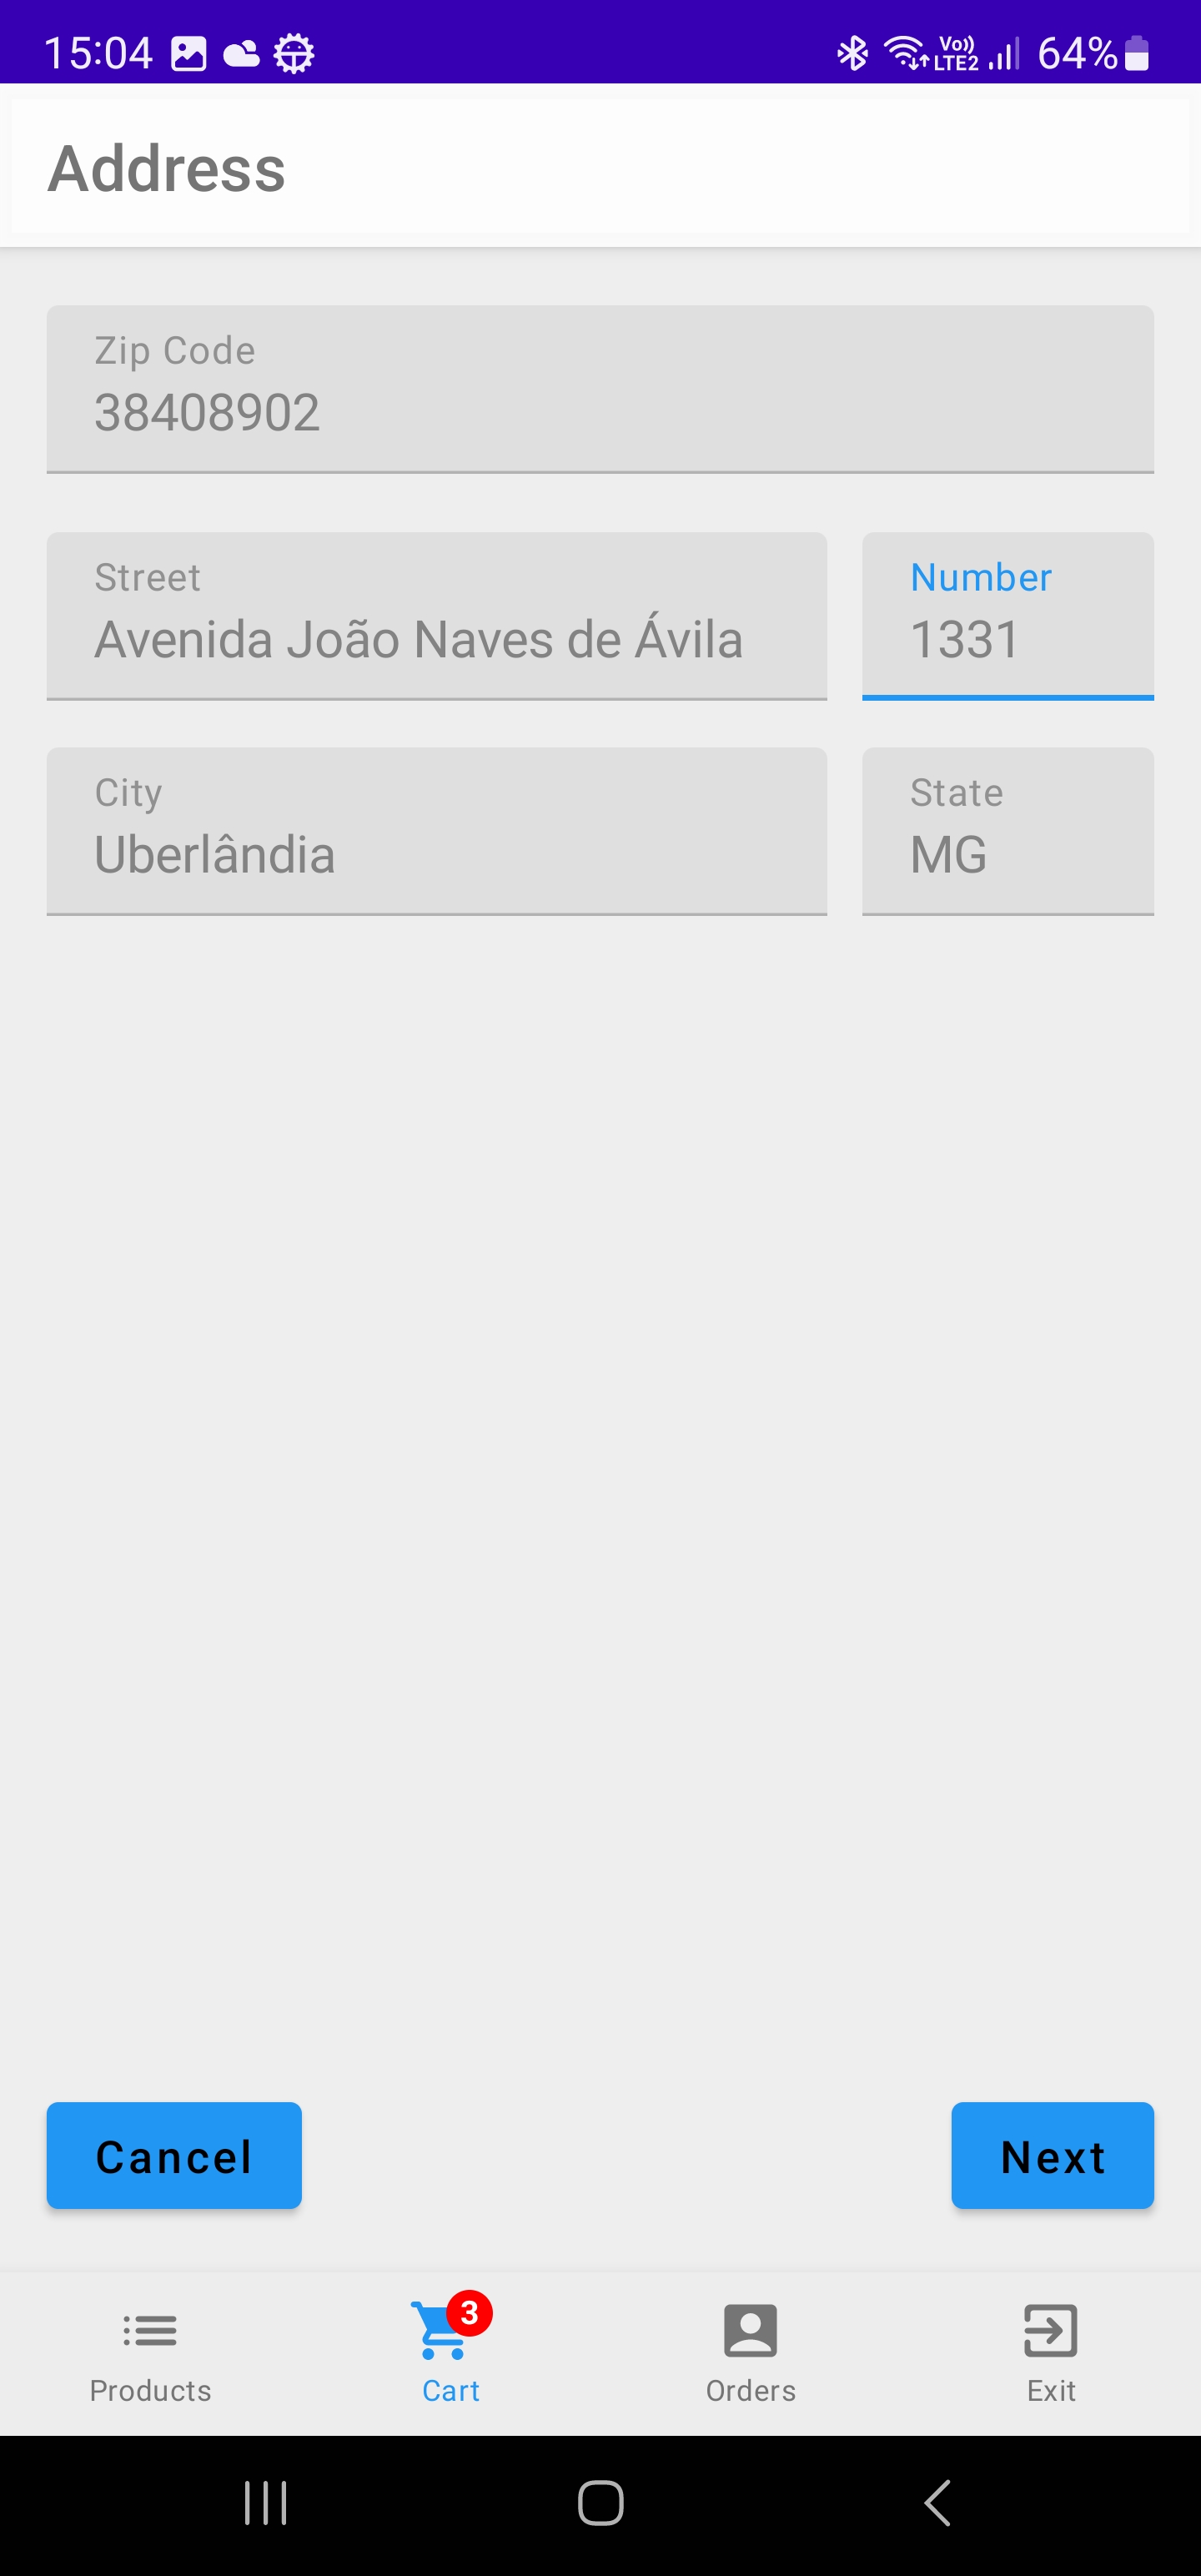 15:04 Vo)) LTE2 64%
Address
Zip Code
38408902
Street
Avenida João Naves de Ávila
Number
1331
City
Uberlândia
State
MG
Cancel
Next
3
Products
Cart
Orders
Exit